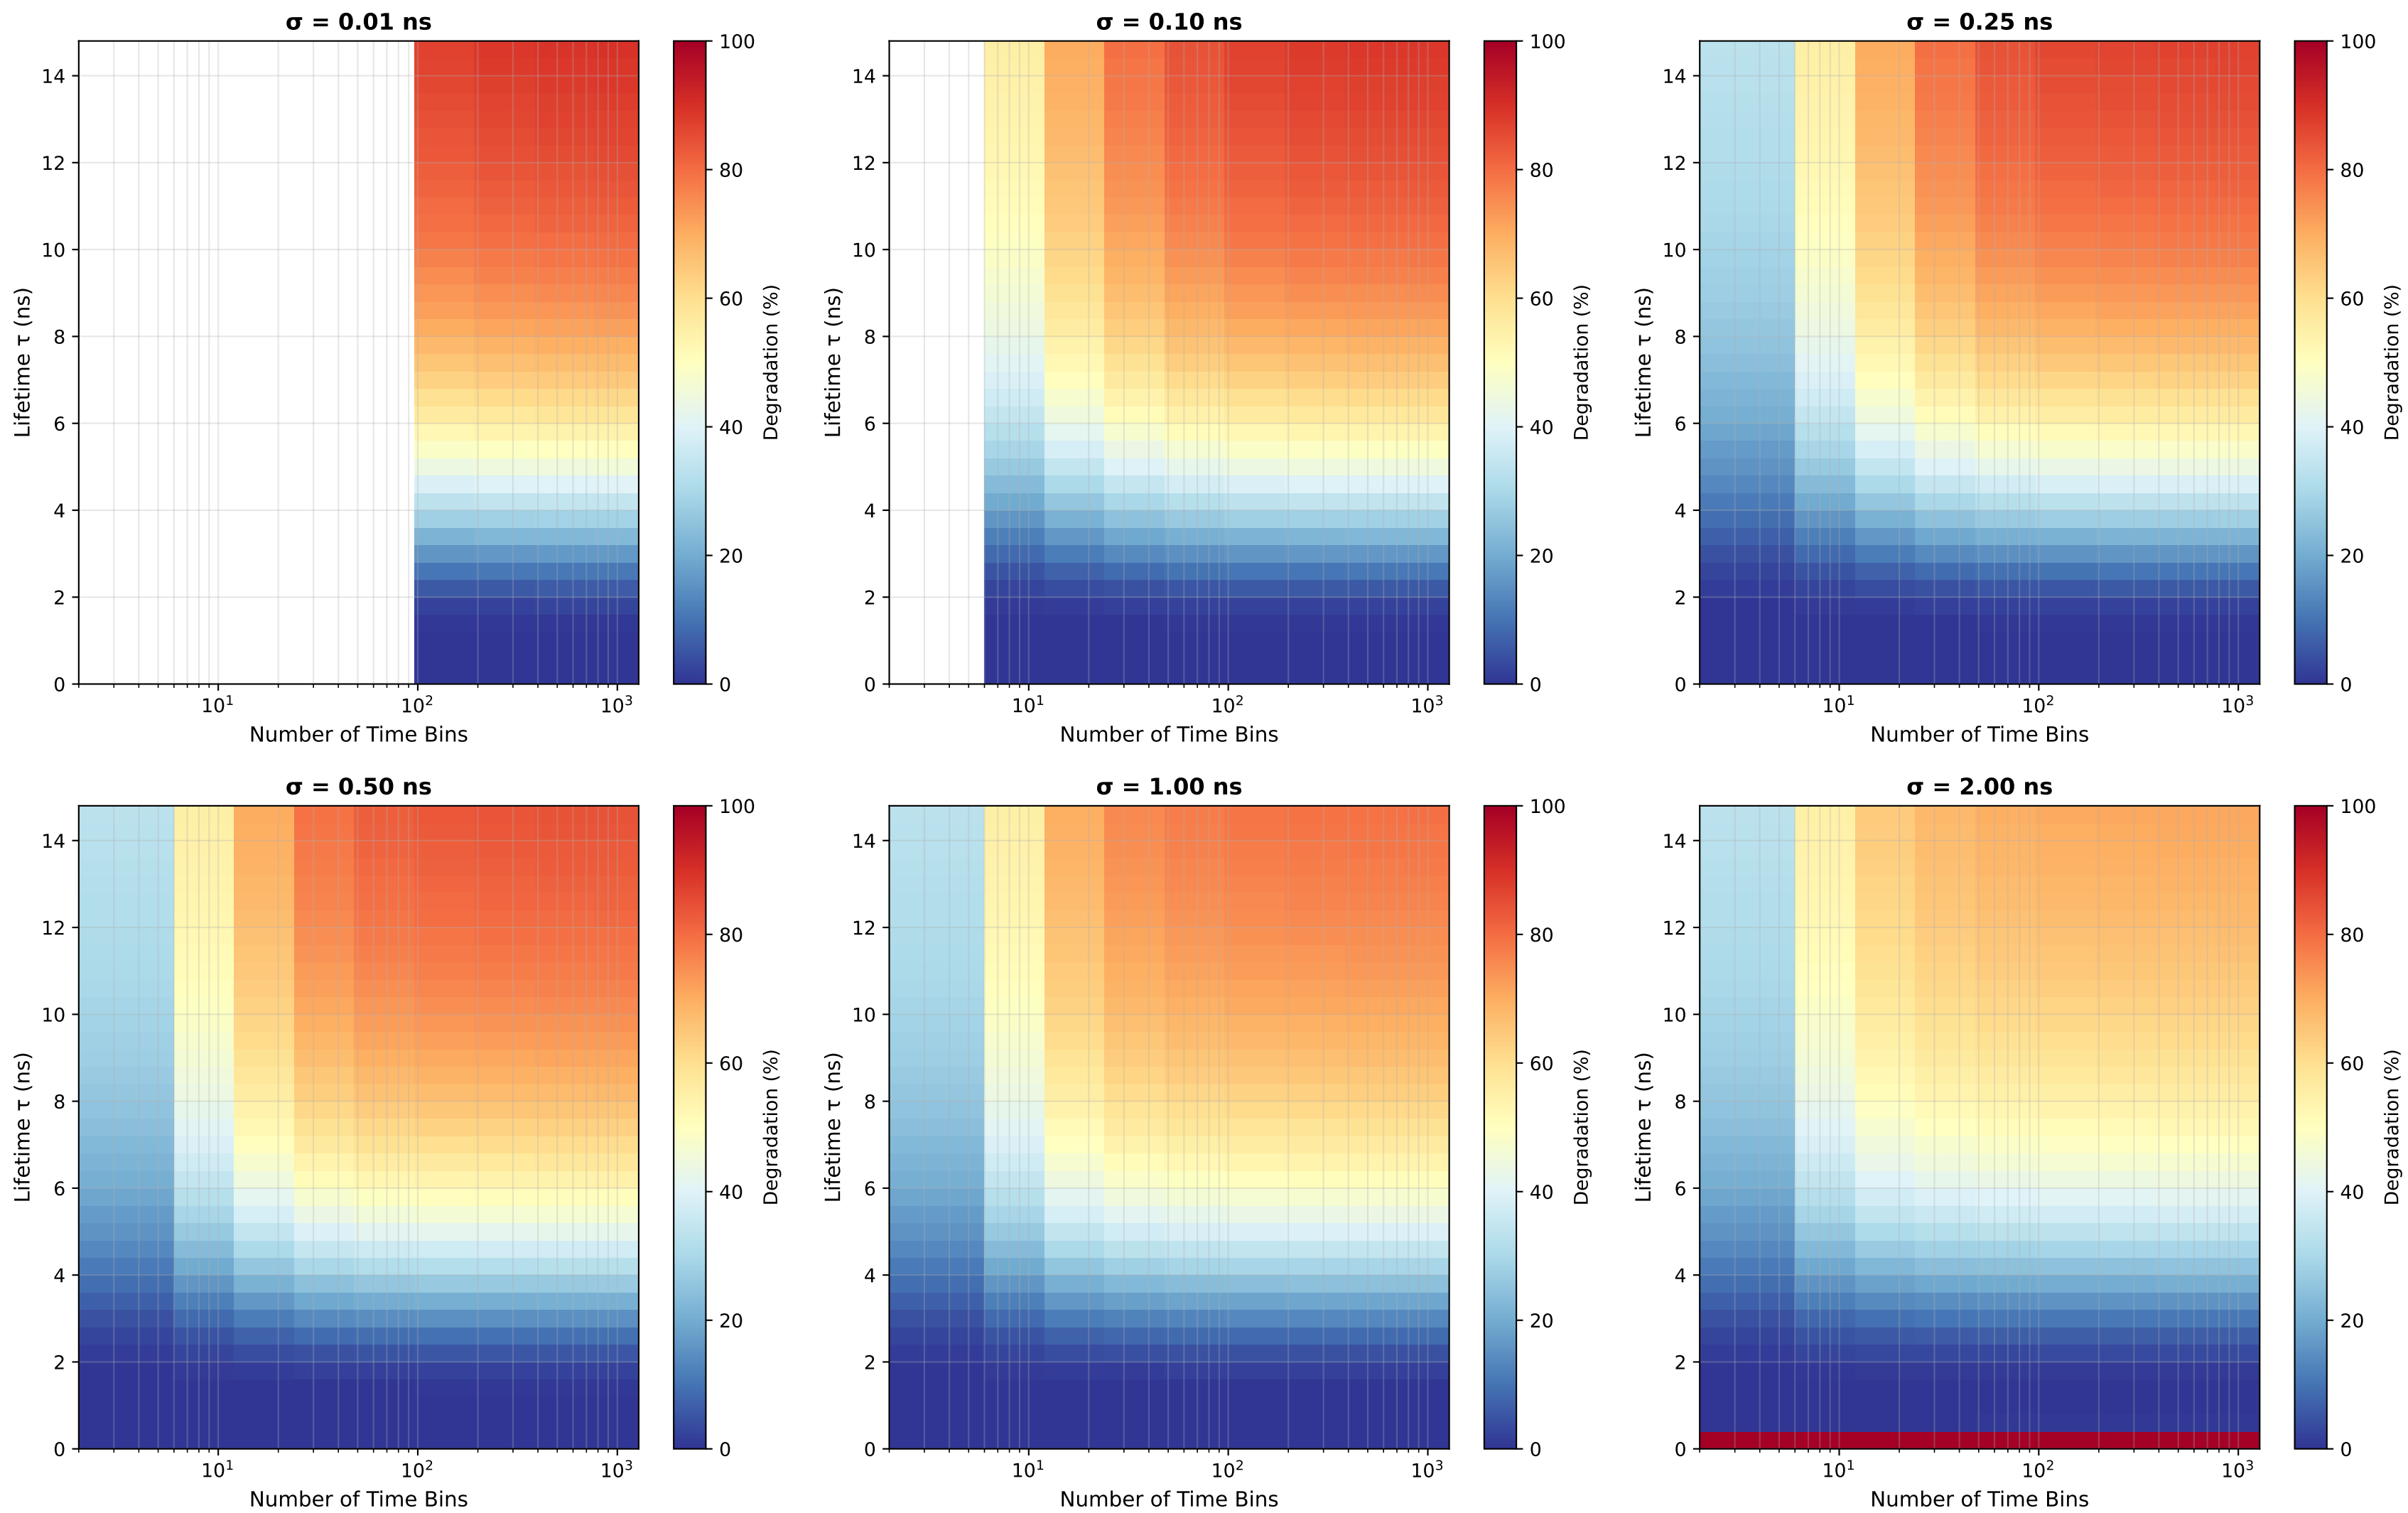 σ = 0.01 ns
14
12
10
8
6
4
2
0
Lifetime τ (ns)
10¹ 10² 10³
Number of Time Bins
100
80
60
40
20
0
Degradation (%)
σ = 0.10 ns
14
12
10
8
6
4
2
0
Lifetime τ (ns)
10¹ 10² 10³
Number of Time Bins
100
80
60
40
20
0
Degradation (%)
σ = 0.25 ns
14
12
10
8
6
4
2
0
Lifetime τ (ns)
10¹ 10² 10³
Number of Time Bins
100
80
60
40
20
0
Degradation (%)
σ = 0.50 ns
14
12
10
8
6
4
2
0
Lifetime τ (ns)
10¹ 10² 10³
Number of Time Bins
100
80
60
40
20
0
Degradation (%)
σ = 1.00 ns
14
12
10
8
6
4
2
0
Lifetime τ (ns)
10¹ 10² 10³
Number of Time Bins
100
80
60
40
20
0
Degradation (%)
σ = 2.00 ns
14
12
10
8
6
4
2
0
Lifetime τ (ns)
10¹ 10² 10³
Number of Time Bins
100
80
60
40
20
0
Degradation (%)